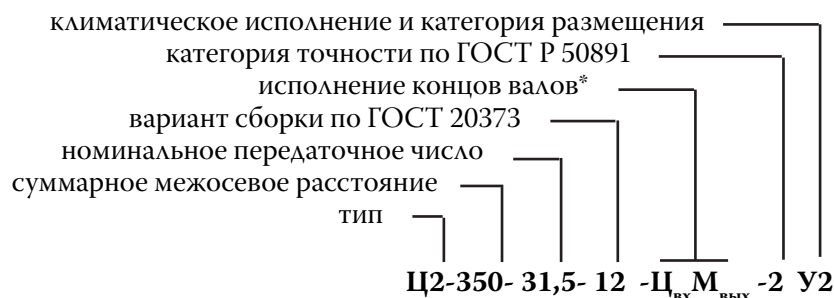 климатическое исполнение и категория размещения
категория точности по ГОСТ Р 50891
исполнение концов валов*
вариант сборки по ГОСТ 20373
номинальное передаточное число
суммарное межосевое расстояние
тип
Ц2-350- 31,5- 12 -ЦвхМвых -2 У2